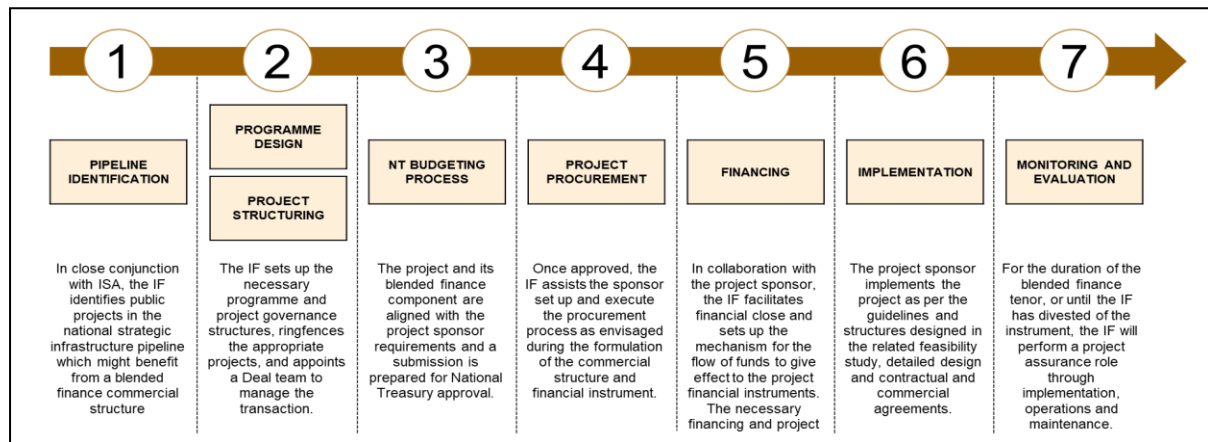 1
2
3
4
5
6
7
PIPELINE
IDENTIFICATION
PROGRAMME
DESIGN
PROJECT
STRUCTURING
NT BUDGETING
PROCESS
PROJECT
PROCUREMENT
FINANCING
IMPLEMENTATION
MONITORING AND
EVALUATION
In close conjunction
with ISA, the IF
identifies public
projects in the
national strategic
infrastructure pipeline
which might benefit
from a blended
finance commercial
structure
The IF sets up the
necessary
programme and
project governance
structures, ringfences
the appropriate
projects, and appoints
a Deal team to
manage the
transaction.
The project and its
blended finance
component are
aligned with the
project sponsor
requirements and a
submission is
prepared for National
Treasury approval.
Once approved, the
IF assists the sponsor
set up and execute
the procurement
process as envisaged
during the formulation
of the commercial
structure and
financial instrument.
In collaboration with
the project sponsor,
the IF facilitates
financial close and
sets up the
mechanism for the
flow of funds to give
effect to the project
financial instruments.
The necessary
financing and project
The project sponsor
implements the
project as per the
guidelines and
structures designed in
the related feasibility
study, detailed design
and contractual and
commercial
agreements.
For the duration of the
blended finance
tenor, or until the IF
has divested of the
instrument, the IF will
perform a project
assurance role
through
implementation,
operations and
maintenance.